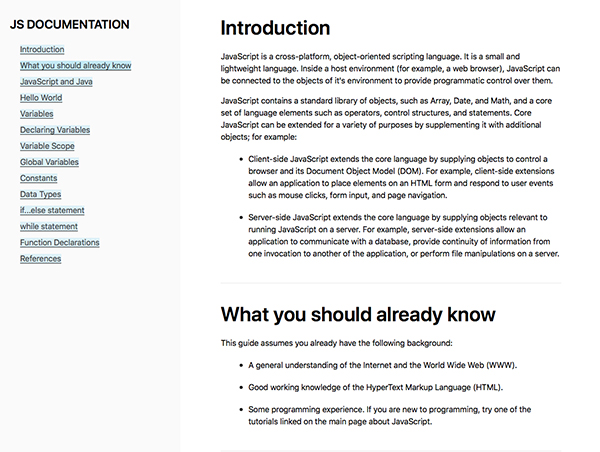 JS DOCUMENTATION
Introduction
What you should already know
JavaScript and Java
Hello World
Variables
Declaring Variables
Variable Scope
Global Variables
Constants
Data Types
if...else statement
while statement
Function Declarations
References
Introduction
JavaScript is a cross-platform, object-oriented scripting language. It is a small and
lightweight language. Inside a host environment (for example, a web browser), JavaScript can
be connected to the objects of it's environment to provide programmatic control over them.
JavaScript contains a standard library of objects, such as Array, Date, and Math, and a core
set of language elements such as operators, control structures, and statements. Core
JavaScript can be extended for a variety of purposes by supplementing it with additional
objects; for example:
• Client-side JavaScript extends the core language by supplying objects to control a
browser and its Document Object Model (DOM). For example, client-side extensions
allow an application to place elements on an HTML form and respond to user events
such as mouse clicks, form input, and page navigation.
• Server-side JavaScript extends the core language by supplying objects relevant to
running JavaScript on a server. For example, server-side extensions allow an
application to communicate with a database, provide continuity of information from
one invocation to another of the application, or perform file manipulations on a server.
What you should already know
This guide assumes you already have the following background:
• A general understanding of the Internet and the World Wide Web (WWW).
• Good working knowledge of the HyperText Markup Language (HTML).
• Some programming experience. If you are new to programming, try one of the
tutorials linked on the main page about JavaScript.